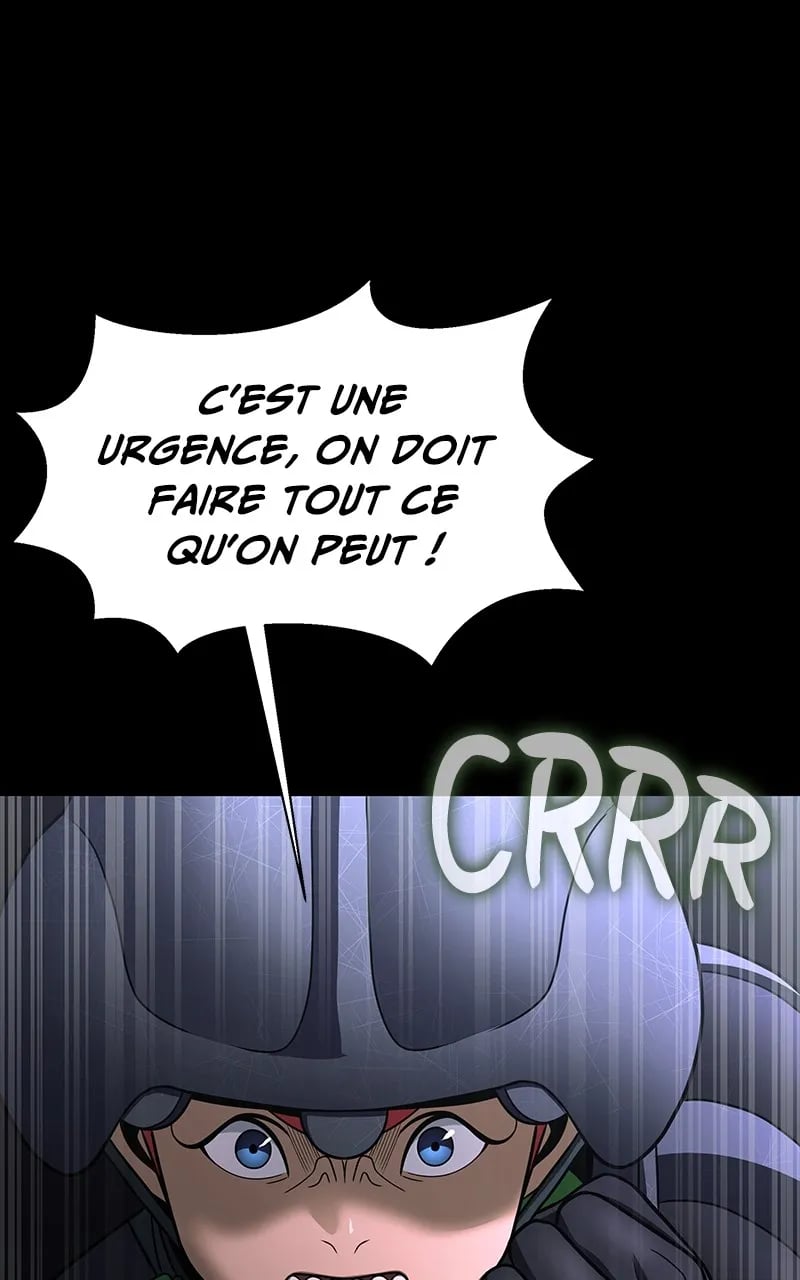 C'EST UNE
URGENCE, ON DOIT
FAIRE TOUT CE
QU'ON PEUT !
CRRR